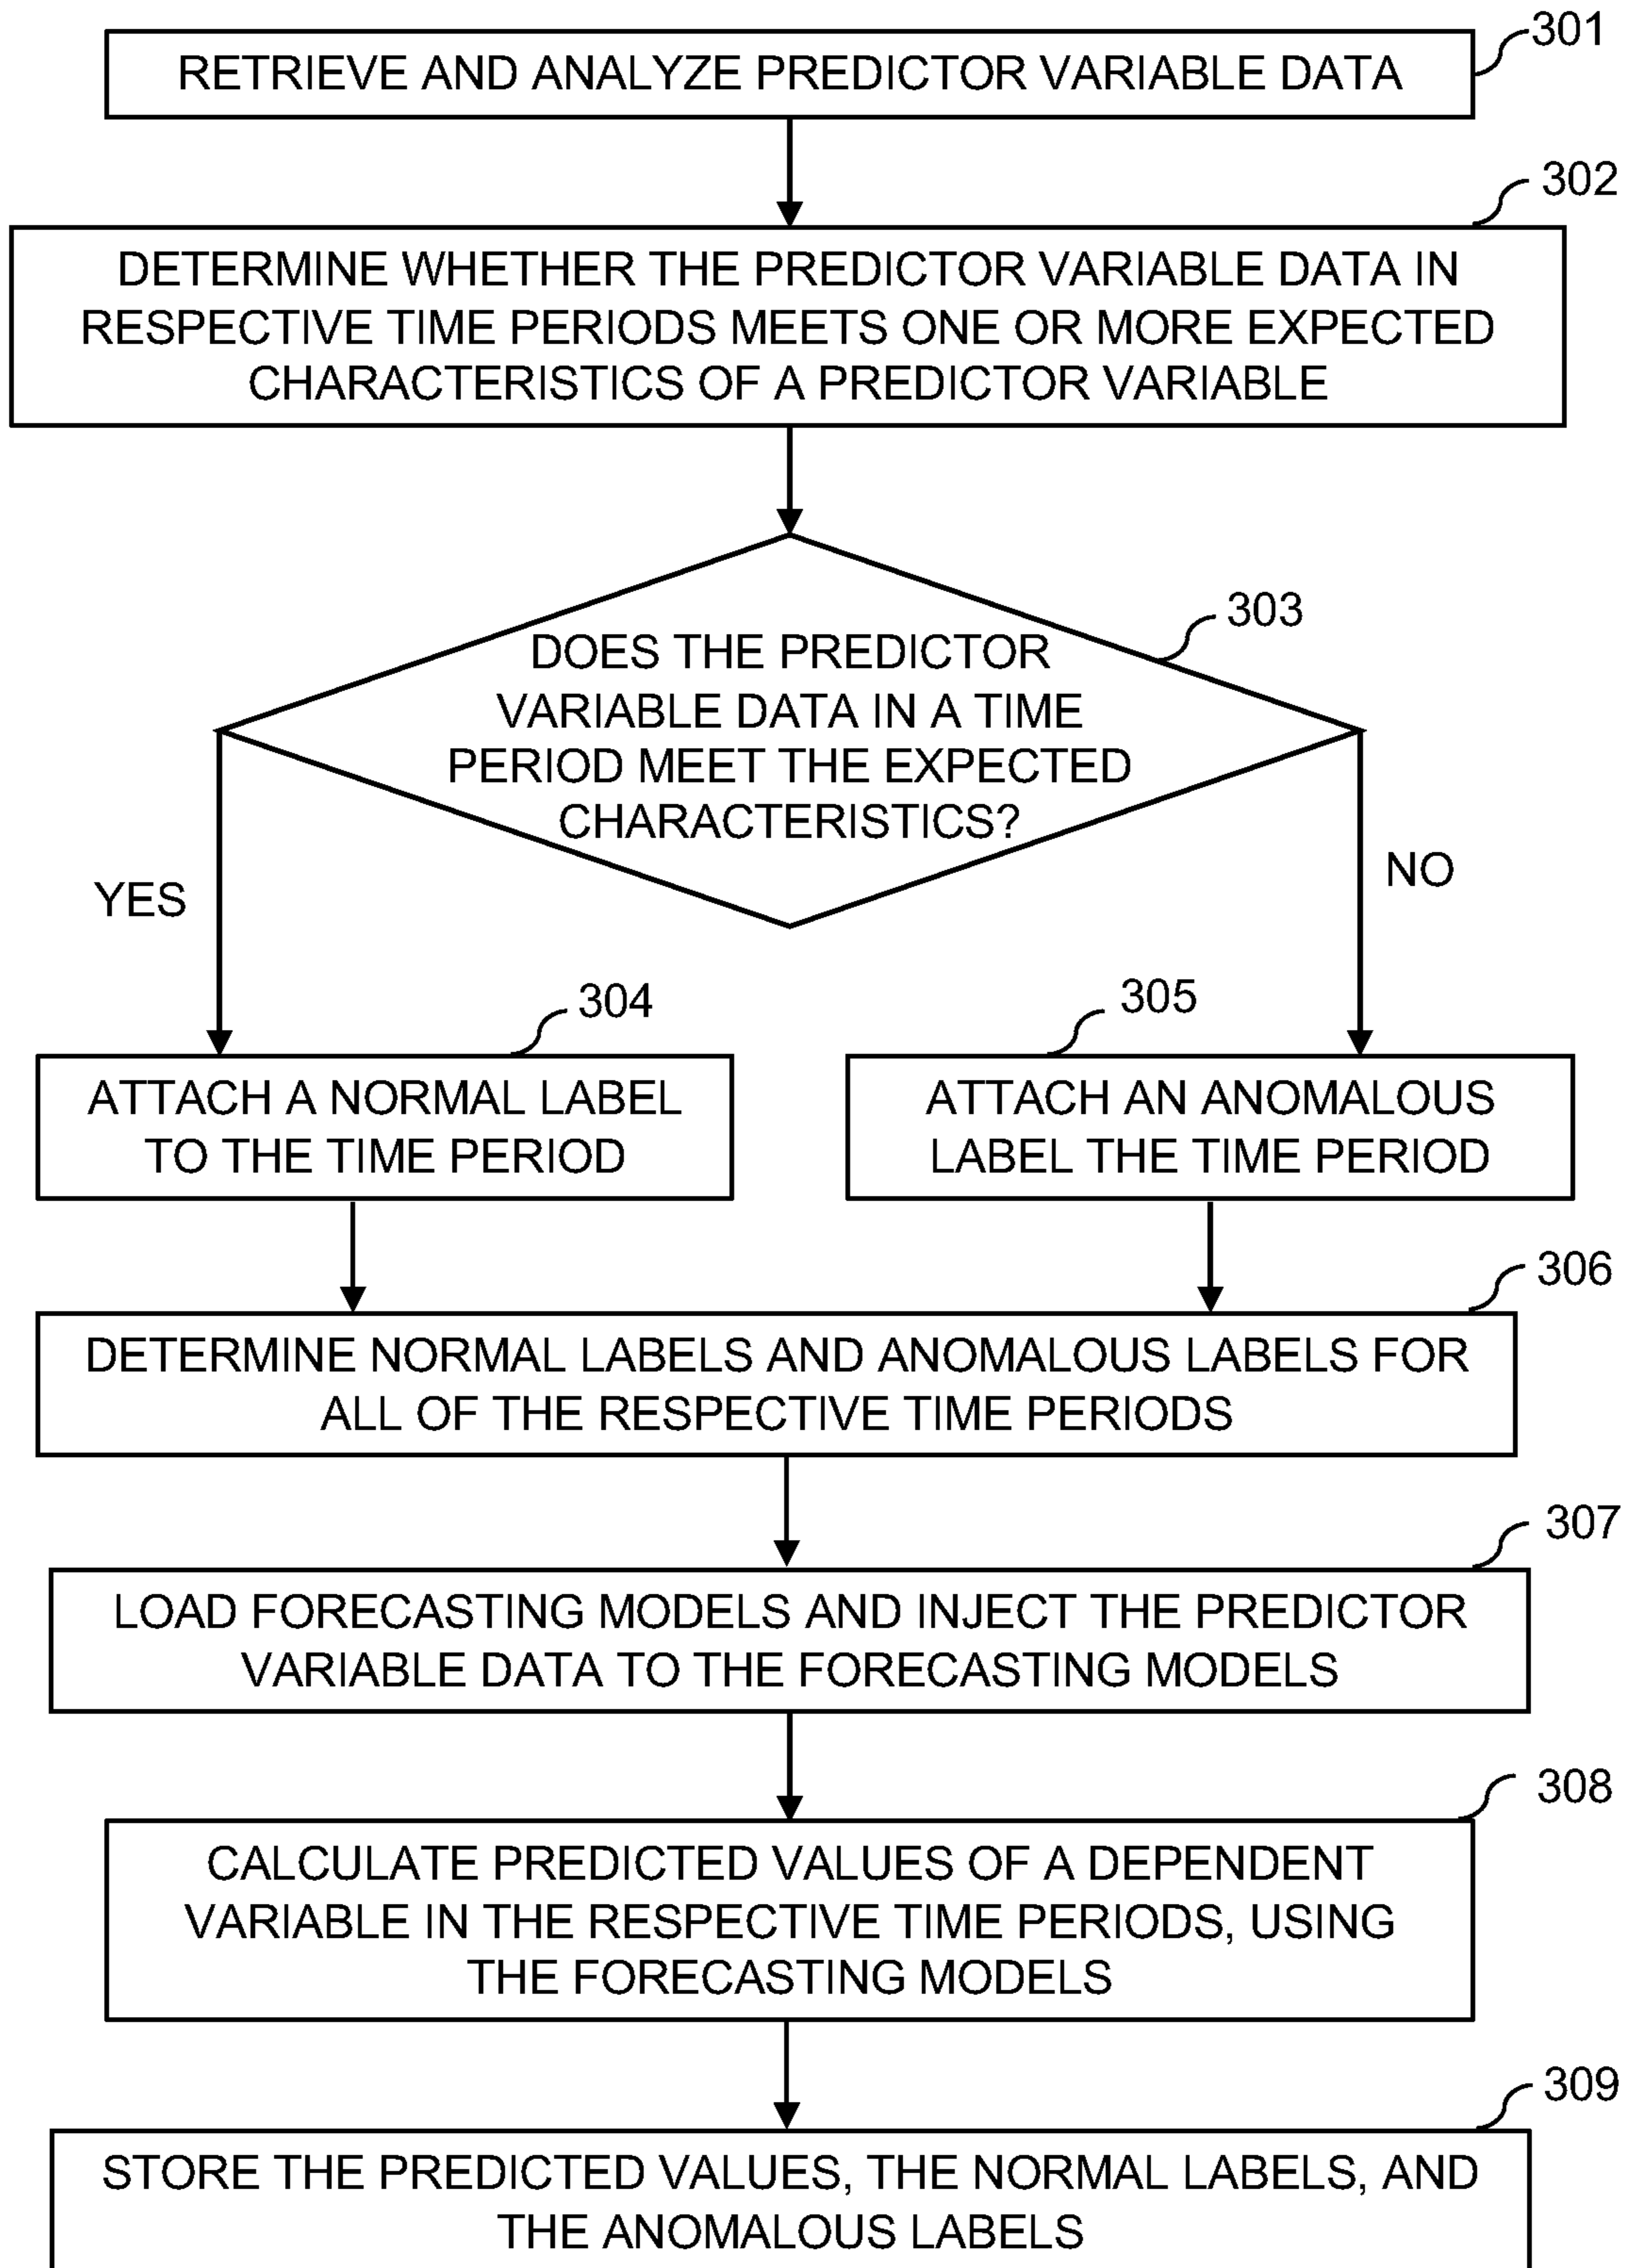 301
RETRIEVE AND ANALYZE PREDICTOR VARIABLE DATA
302
DETERMINE WHETHER THE PREDICTOR VARIABLE DATA IN
RESPECTIVE TIME PERIODS MEETS ONE OR MORE EXPECTED
CHARACTERISTICS OF A PREDICTOR VARIABLE
303
DOES THE PREDICTOR
VARIABLE DATA IN A TIME
PERIOD MEET THE EXPECTED
CHARACTERISTICS?
YES
NO
304
ATTACH A NORMAL LABEL
TO THE TIME PERIOD
305
ATTACH AN ANOMALOUS
LABEL THE TIME PERIOD
306
DETERMINE NORMAL LABELS AND ANOMALOUS LABELS FOR
ALL OF THE RESPECTIVE TIME PERIODS
307
LOAD FORECASTING MODELS AND INJECT THE PREDICTOR
VARIABLE DATA TO THE FORECASTING MODELS
308
CALCULATE PREDICTED VALUES OF A DEPENDENT
VARIABLE IN THE RESPECTIVE TIME PERIODS, USING
THE FORECASTING MODELS
309
STORE THE PREDICTED VALUES, THE NORMAL LABELS, AND
THE ANOMALOUS LABELS